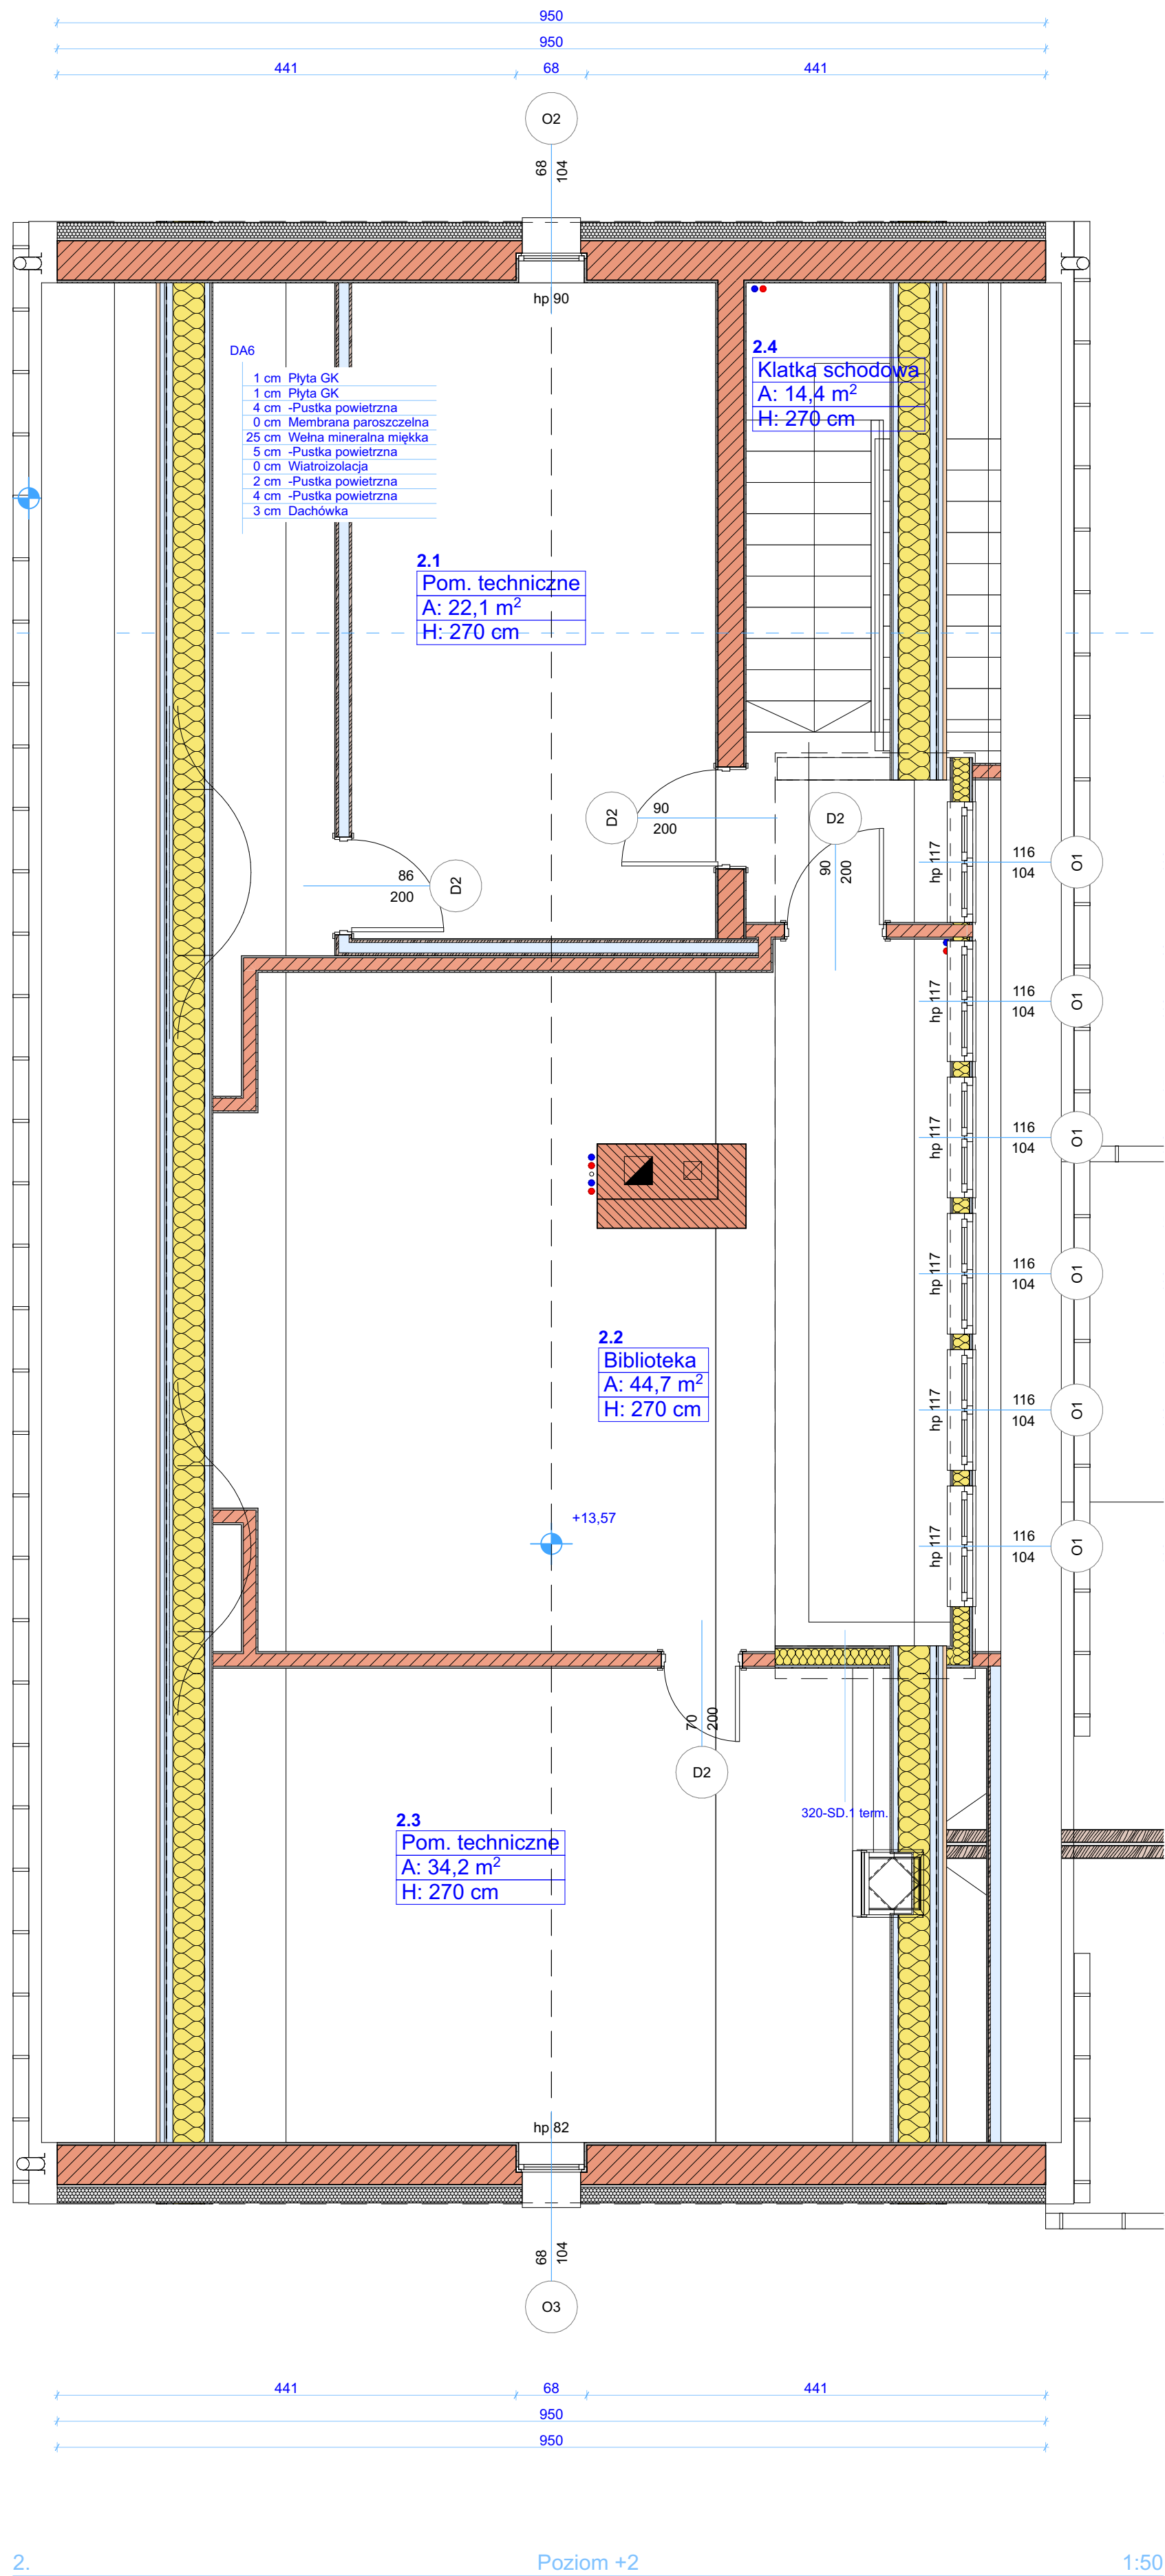 950
950
441 68 441
O2
68 104
hp 90
DA6
1 cm Płyta GK
1 cm Płyta GK
4 cm -Pustka powietrzna
0 cm Membrana paroszczelna
25 cm Wełna mineralna miękka
5 cm -Pustka powietrzna
0 cm Wiatroizolacja
2 cm -Pustka powietrzna
4 cm -Pustka powietrzna
3 cm Dachówka
2.4
Klatka schodowa
A: 14,4 m²
H: 270 cm
2.1
Pom. techniczne
A: 22,1 m²
H: 270 cm
D2
90
200
D2
90
200
86
200
D2
hp 117
116
104
O1
hp 117
116
104
O1
hp 117
116
104
O1
hp 117
116
104
O1
2.2
Biblioteka
A: 44,7 m²
H: 270 cm
hp 117
116
104
O1
+13,57
hp 117
116
104
O1
70
200
D2
320-SD.1 term.
2.3
Pom. techniczne
A: 34,2 m²
H: 270 cm
hp 82
68 104
O3
441 68 441
950
950
2. Poziom +2 1:50